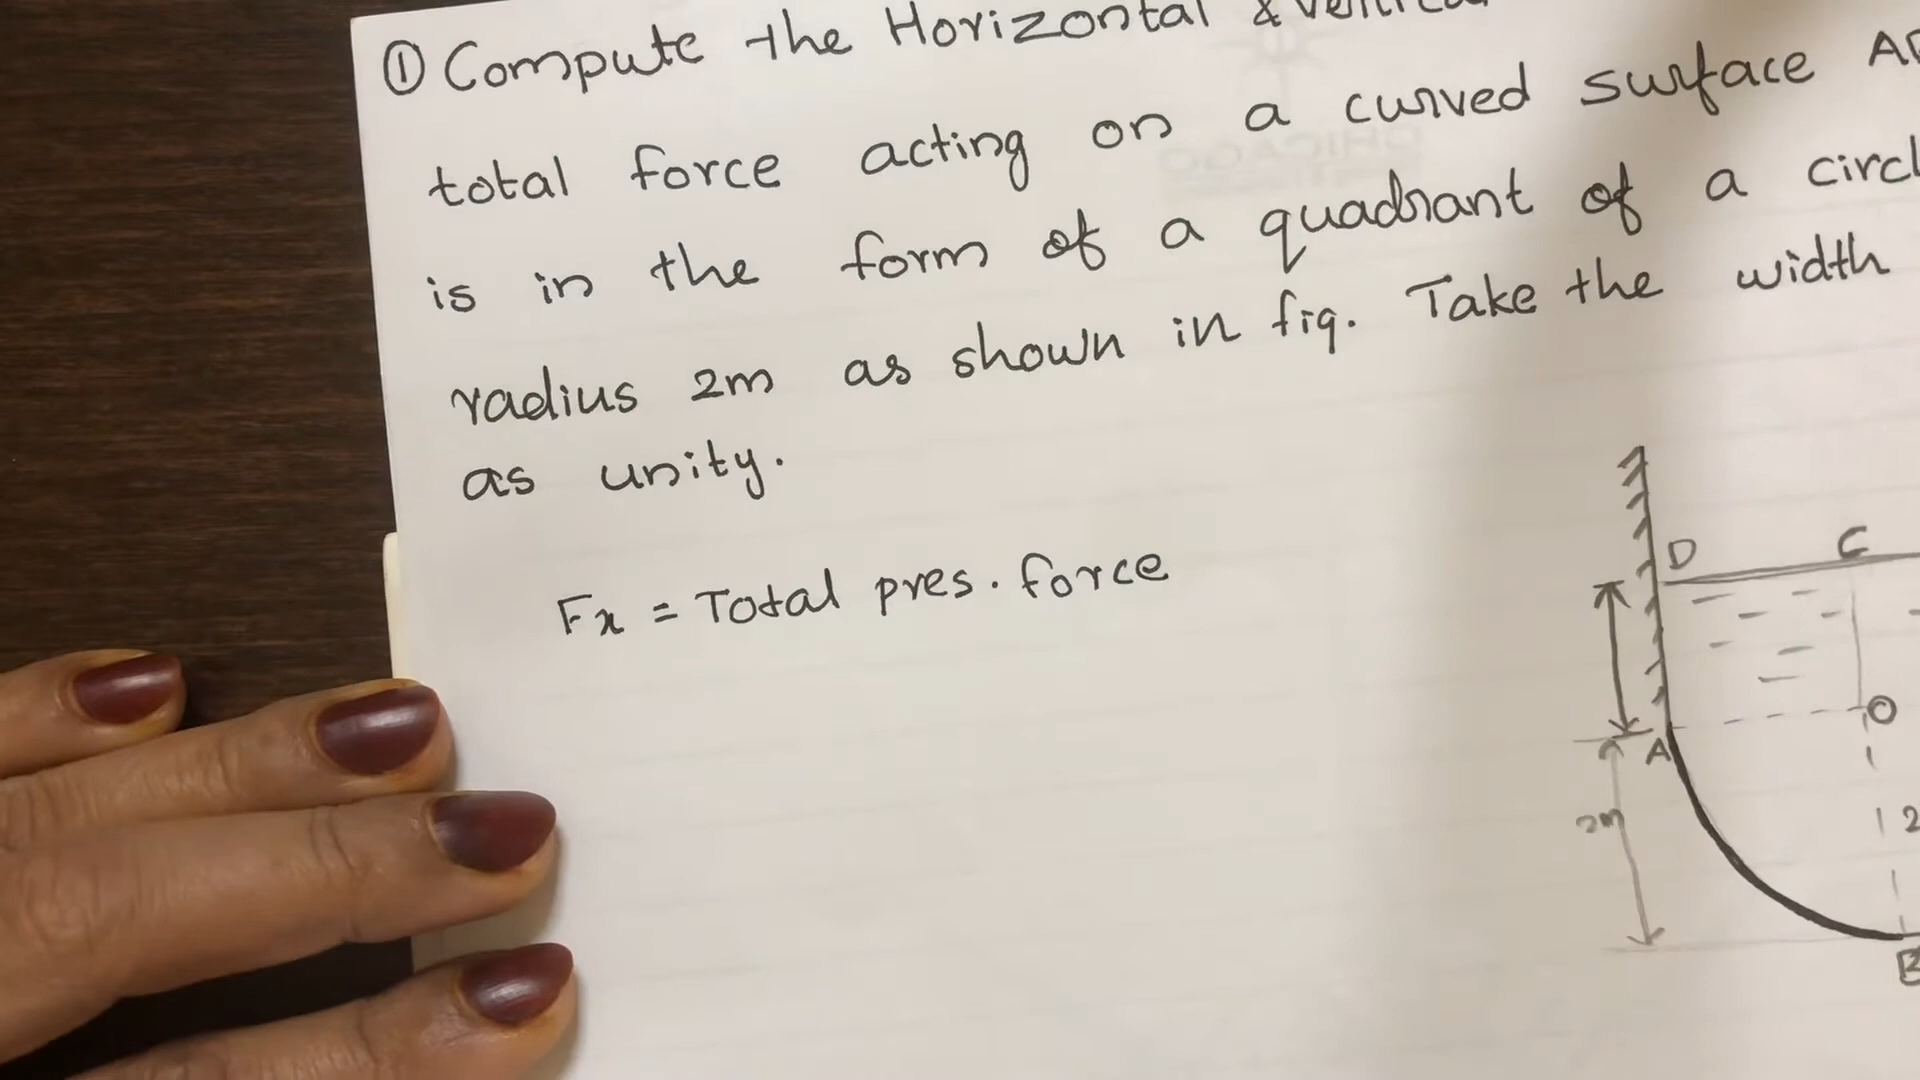 ① Compute the Horizontal &
total force acting on a curved surface
is in the form of a quadrant of a
radius 2m as shown in fig. Take the width
as unity.
Fx = Total pres. force
D C
O
A
2m
2
B